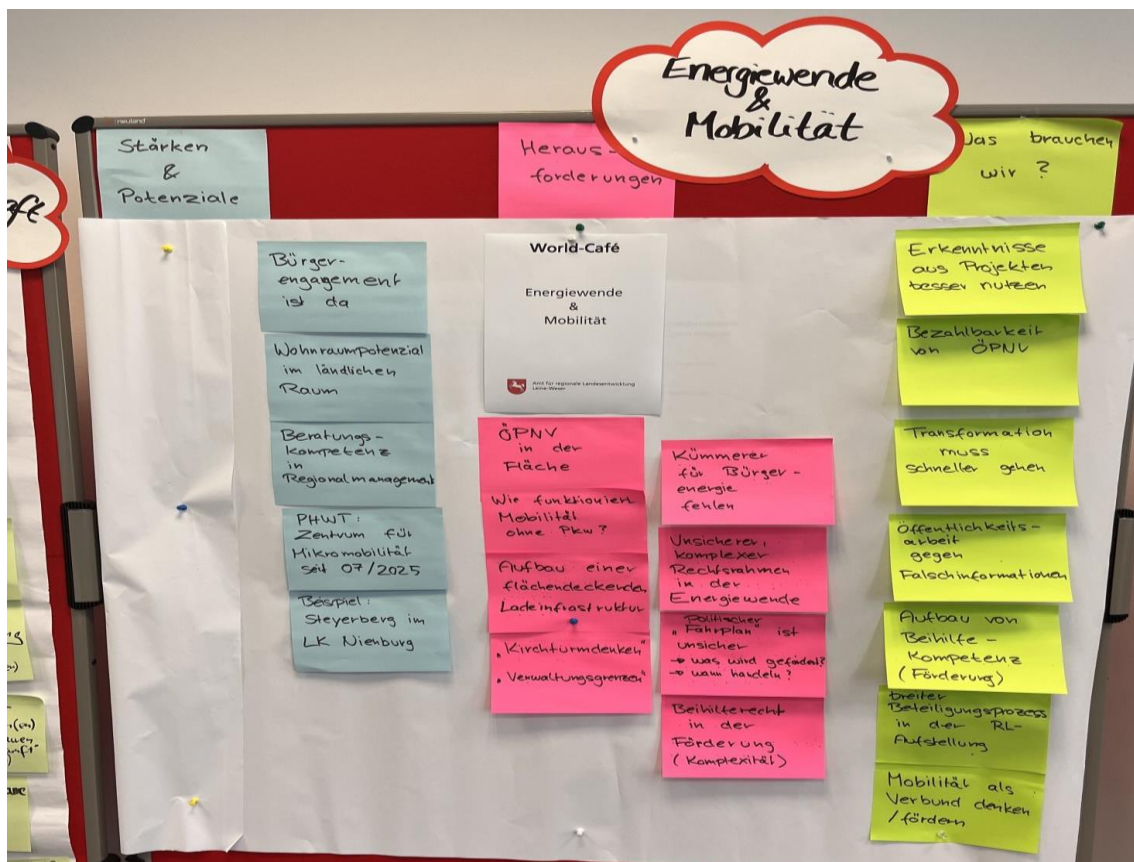 Energiewende
&
Mobilität
neuland
Stärken
&
Potenziale
Heraus-
forderungen
Was brauchen
wir ?
Bürger-
engagement
ist da
Wohnraumpotenzial
im ländlichen
Raum
Beratungs-
kompetenz
in
Regionalmanagement
PHWT:
Zentrum für
Mikromobilität
seit 07/2025
Beispiel:
Steyerberg im
LK Nienburg
World-Café
Energiewende
&
Mobilität
Amt für regionale Landesentwicklung
Leine-Weser
ÖPNV
in der
Fläche
Wie funktioniert
Mobilität
ohne Pkw?
Aufbau einer
flächendeckenden
Ladeinfrastruktur
"Kirchturmdenken"
"Verwaltungsgrenzen"
Kümmerer
für Bürger-
energie
fehlen
Unsicherer,
komplexer
Rechtsrahmen
in der
Energiewende
Politischer
"Fahrplan" ist
unsicher
→ was wird gefördert?
→ wann handeln?
Beihilferecht
in der
Förderung
(Komplexität)
Erkenntnisse
aus Projekten
besser nutzen
Bezahlbarkeit
von ÖPNV
Transformation
muss
schneller gehen
Öffentlichkeits-
arbeit
gegen
Falschinformationen
Aufbau von
Beihilfe-
Kompetenz
(Förderung)
breiter
Beteiligungsprozess
in der RL-
Aufstellung
Mobilität als
Verbund denken
/fördern